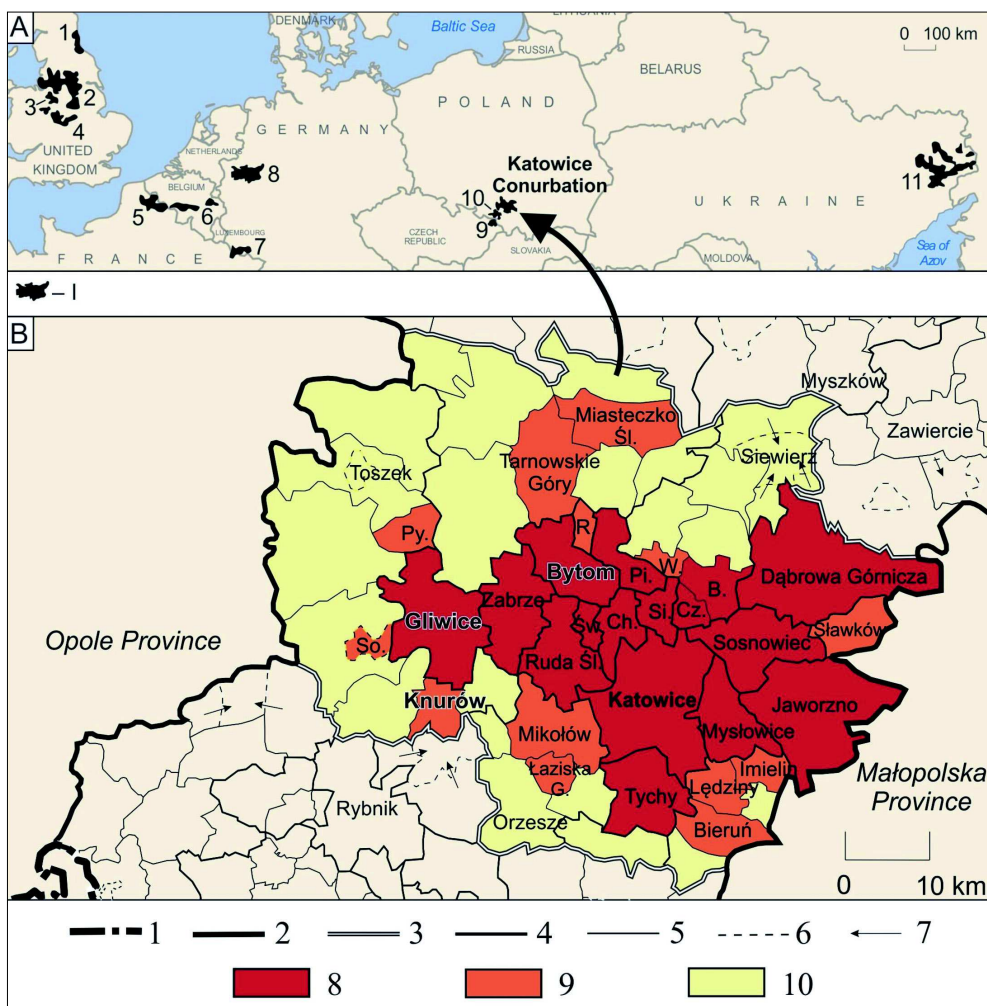 A
DENMARK
Baltic Sea
LITHUANIA
0 100 km
RUSSIA
BELARUS
1
2
3
4
UNITED
KINGDOM
NETHERLANDS
GERMANY
POLAND
8
BELGIUM
5
6
LUXEMBOURG
7
FRANCE
Katowice
Conurbation
10
9
CZECH
REPUBLIC
SLOVAKIA
UKRAINE
11
MOLDOVA
Sea of
Azov
– I
B
Myszków
Miasteczko
Śl.
Zawiercie
Siewierz
Tarnowskie
Góry
Toszek
Py.
R.
W.
Bytom
Pi.
B.
Dąbrowa Górnicza
Zabrze
Gliwice
Św.
Ch.
Si.
Cz.
Sławków
Opole Province
So.
Sosnowiec
Ruda Śl.
Knurów
Katowice
Jaworzno
Mikołów
Mysłowice
Łaziska
G.
Imielin
Lędziny
Małopolska
Province
Rybnik
Orzesze
Tychy
Bieruń
0 10 km
1 2 3 4 5 6 7
8 9 10